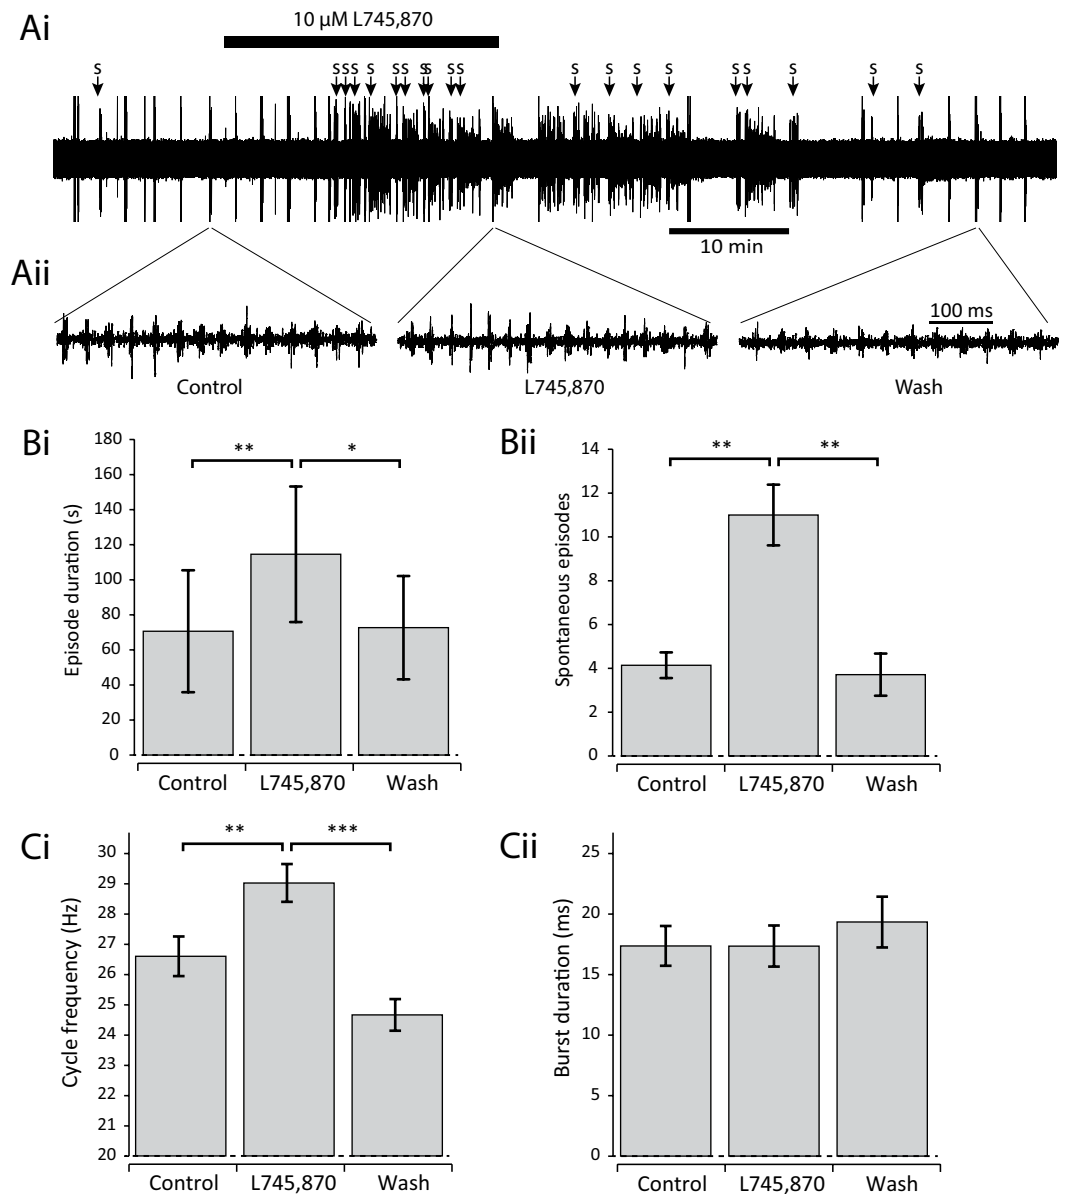 Ai
10 µM L745,870
s s s s s s s s s s s s s s s s s s s s s
10 min
Aii
100 ms
Control L745,870 Wash
Bi
180
160
140
120
100
80
60
40
20
0
Episode duration (s)
** *
Control L745,870 Wash
Bii
14
12
10
8
6
4
2
0
Spontaneous episodes
** **
Control L745,870 Wash
Ci
30
29
28
27
26
25
24
23
22
21
20
Cycle frequency (Hz)
** ***
Control L745,870 Wash
Cii
25
20
15
10
5
0
Burst duration (ms)
Control L745,870 Wash